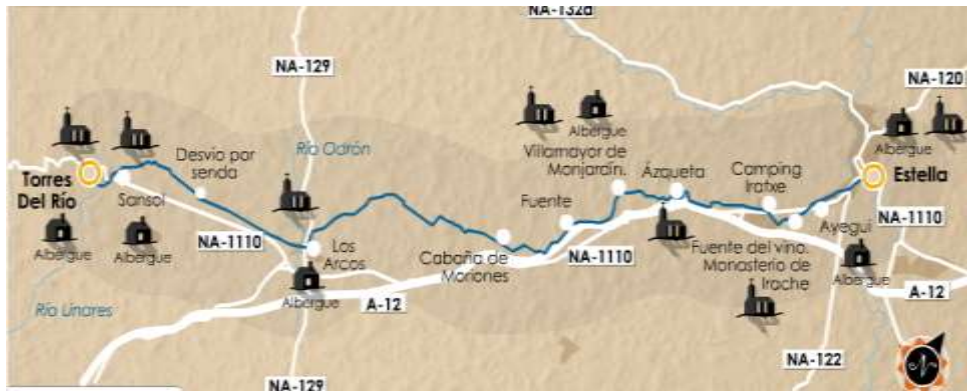 NA-132a
NA-129
NA-120
Río Odrón
Albergue
Albergue
Desvio por
senda
Villamayor de
Monjardín.
Ázqueta
Camping
Iratxe
Estella
Torres
Del Río
Sansol
Fuente
NA-1110
Ayegui
NA-1110
Albergue
Albergue
Los
Arcos
Cabaña de
Moriones
NA-1110
Fuente del vino.
Monasterio de
Irache
Albergue
Albergue
A-12
A-12
Río Linares
NA-122
NA-129
N